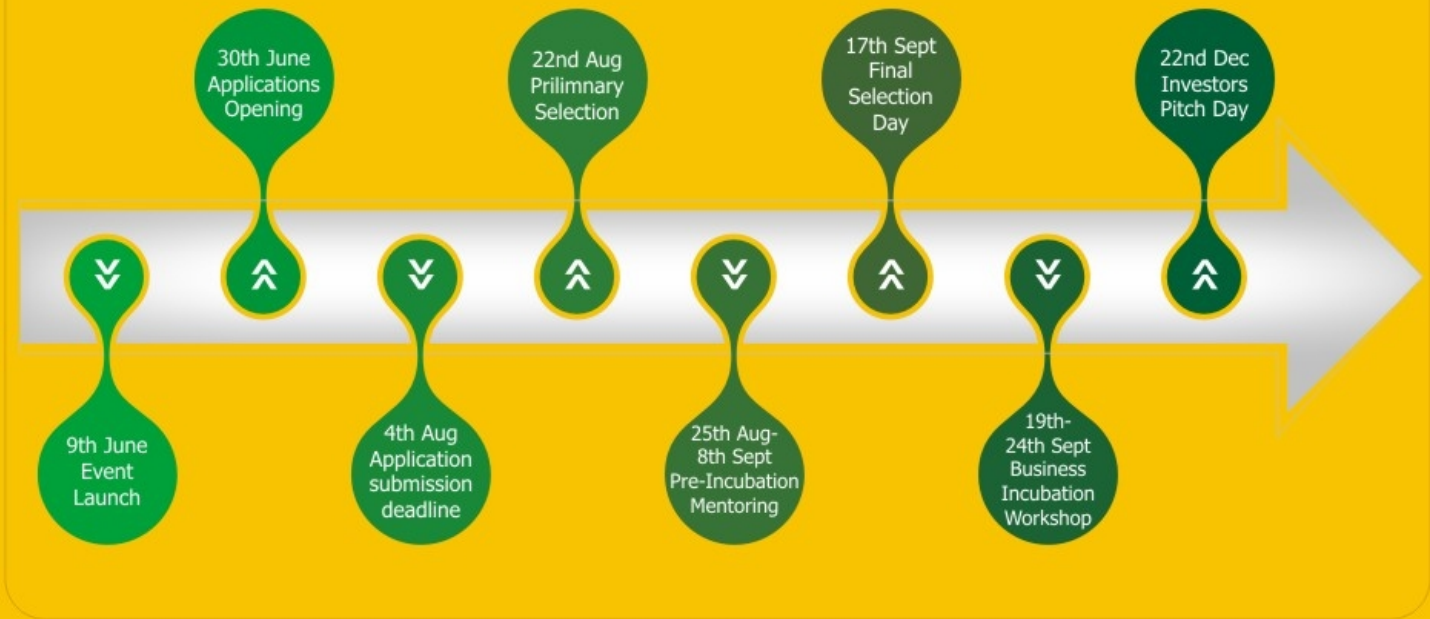 9th June
Event
Launch
30th June
Applications
Opening
4th Aug
Application
submission
deadline
22nd Aug
Prilimnary
Selection
25th Aug-
8th Sept
Pre-Incubation
Mentoring
17th Sept
Final
Selection
Day
19th-
24th Sept
Business
Incubation
Workshop
22nd Dec
Investors
Pitch Day